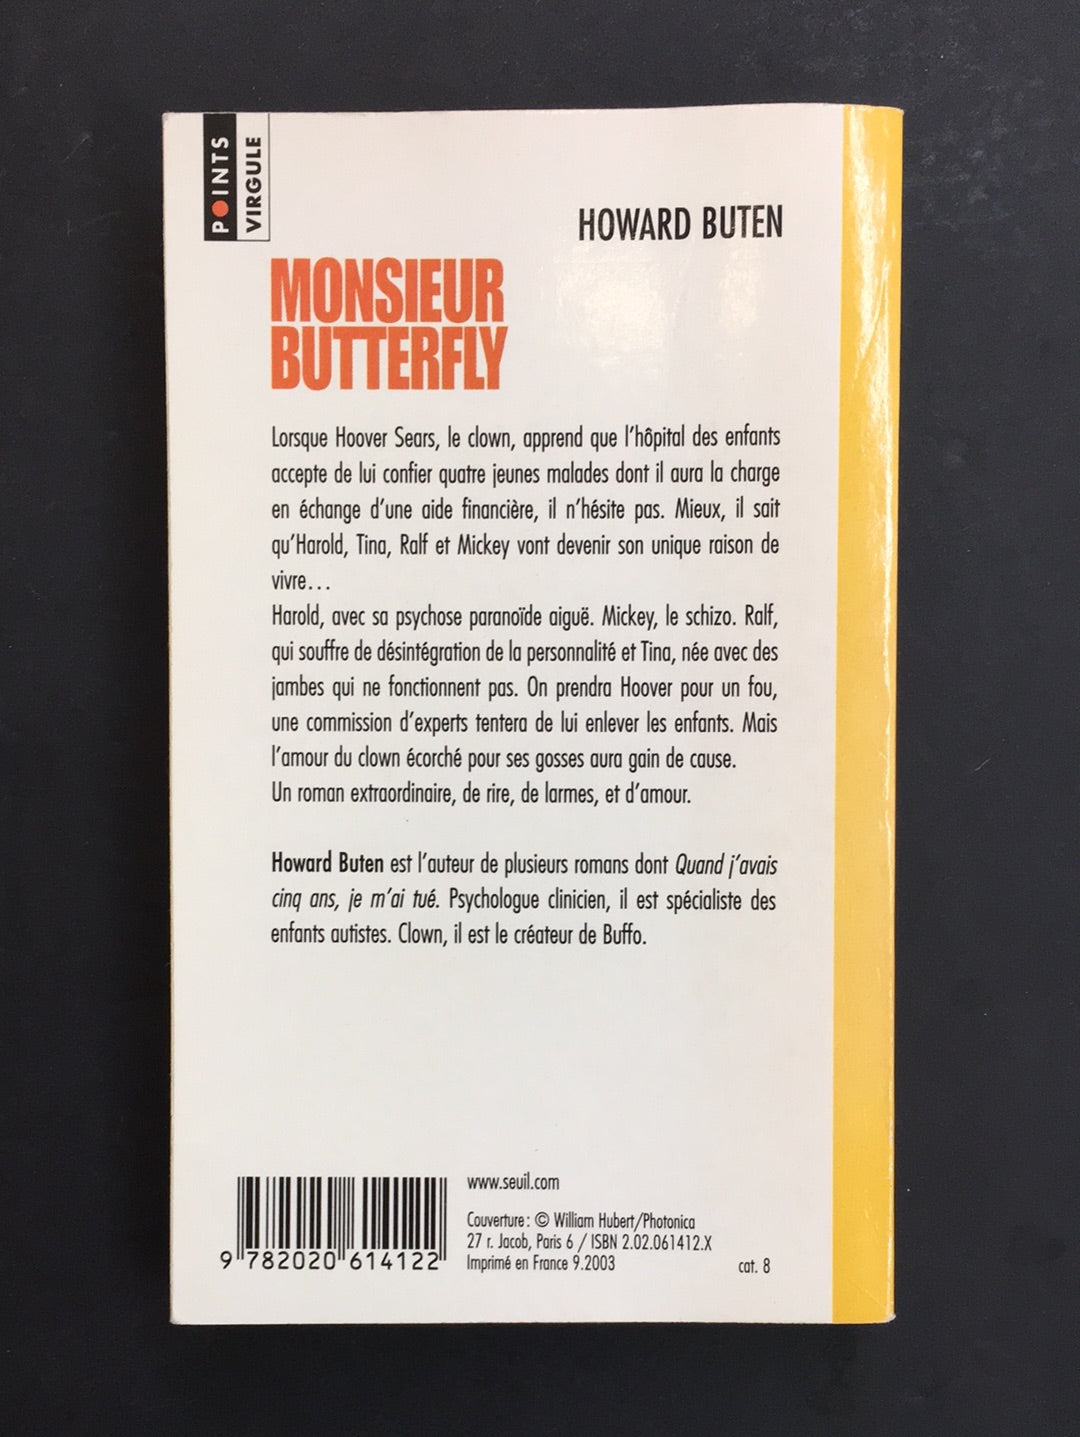 POINTS
VIRGULE
HOWARD BUTEN
MONSIEUR
BUTTERFLY
Lorsque Hoover Sears, le clown, apprend que l'hôpital des enfants
accepte de lui confier quatre jeunes malades dont il aura la charge
en échange d'une aide financière, il n'hésite pas. Mieux, il sait
qu'Harold, Tina, Ralf et Mickey vont devenir son unique raison de
vivre...
Harold, avec sa psychose paranoïde aiguë. Mickey, le schizo. Ralf,
qui souffre de désintégration de la personnalité et Tina, née avec des
jambes qui ne fonctionnent pas. On prendra Hoover pour un fou,
une commission d'experts tentera de lui enlever les enfants. Mais
l'amour du clown écorché pour ses gosses aura gain de cause.
Un roman extraordinaire, de rire, de larmes, et d'amour.
Howard Buten est l'auteur de plusieurs romans dont Quand j'avais
cinq ans, je m'ai tué. Psychologue clinicien, il est spécialiste des
enfants autistes. Clown, il est le créateur de Buffo.
www.seuil.com
Couverture : © William Hubert/Photonica
27 r. Jacob, Paris 6 / ISBN 2.02.061412.X
Imprimé en France 9.2003
cat. 8
9 782020 614122